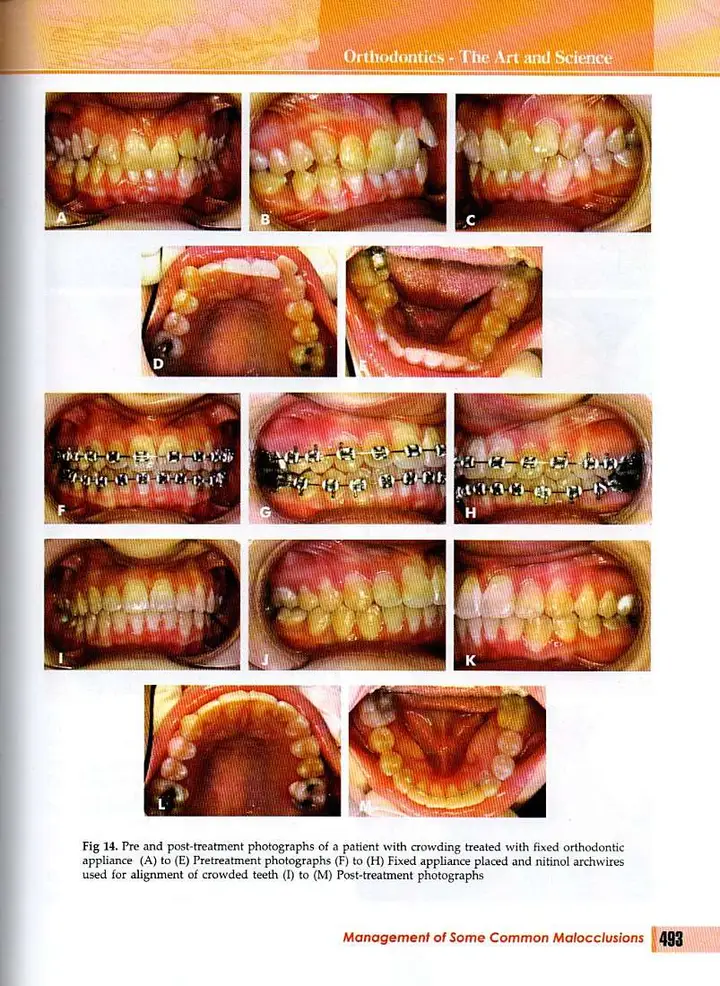 Orthodontics - The Art and Science
A
B
C
D
F
G
H
I
J
K
L
M
Fig 14. Pre and post-treatment photographs of a patient with crowding treated with fixed orthodontic
appliance (A) to (E) Pretreatment photographs (F) to (H) Fixed appliance placed and nitinol archwires
used for alignment of crowded teeth (I) to (M) Post-treatment photographs
Management of Some Common Malocclusions 493